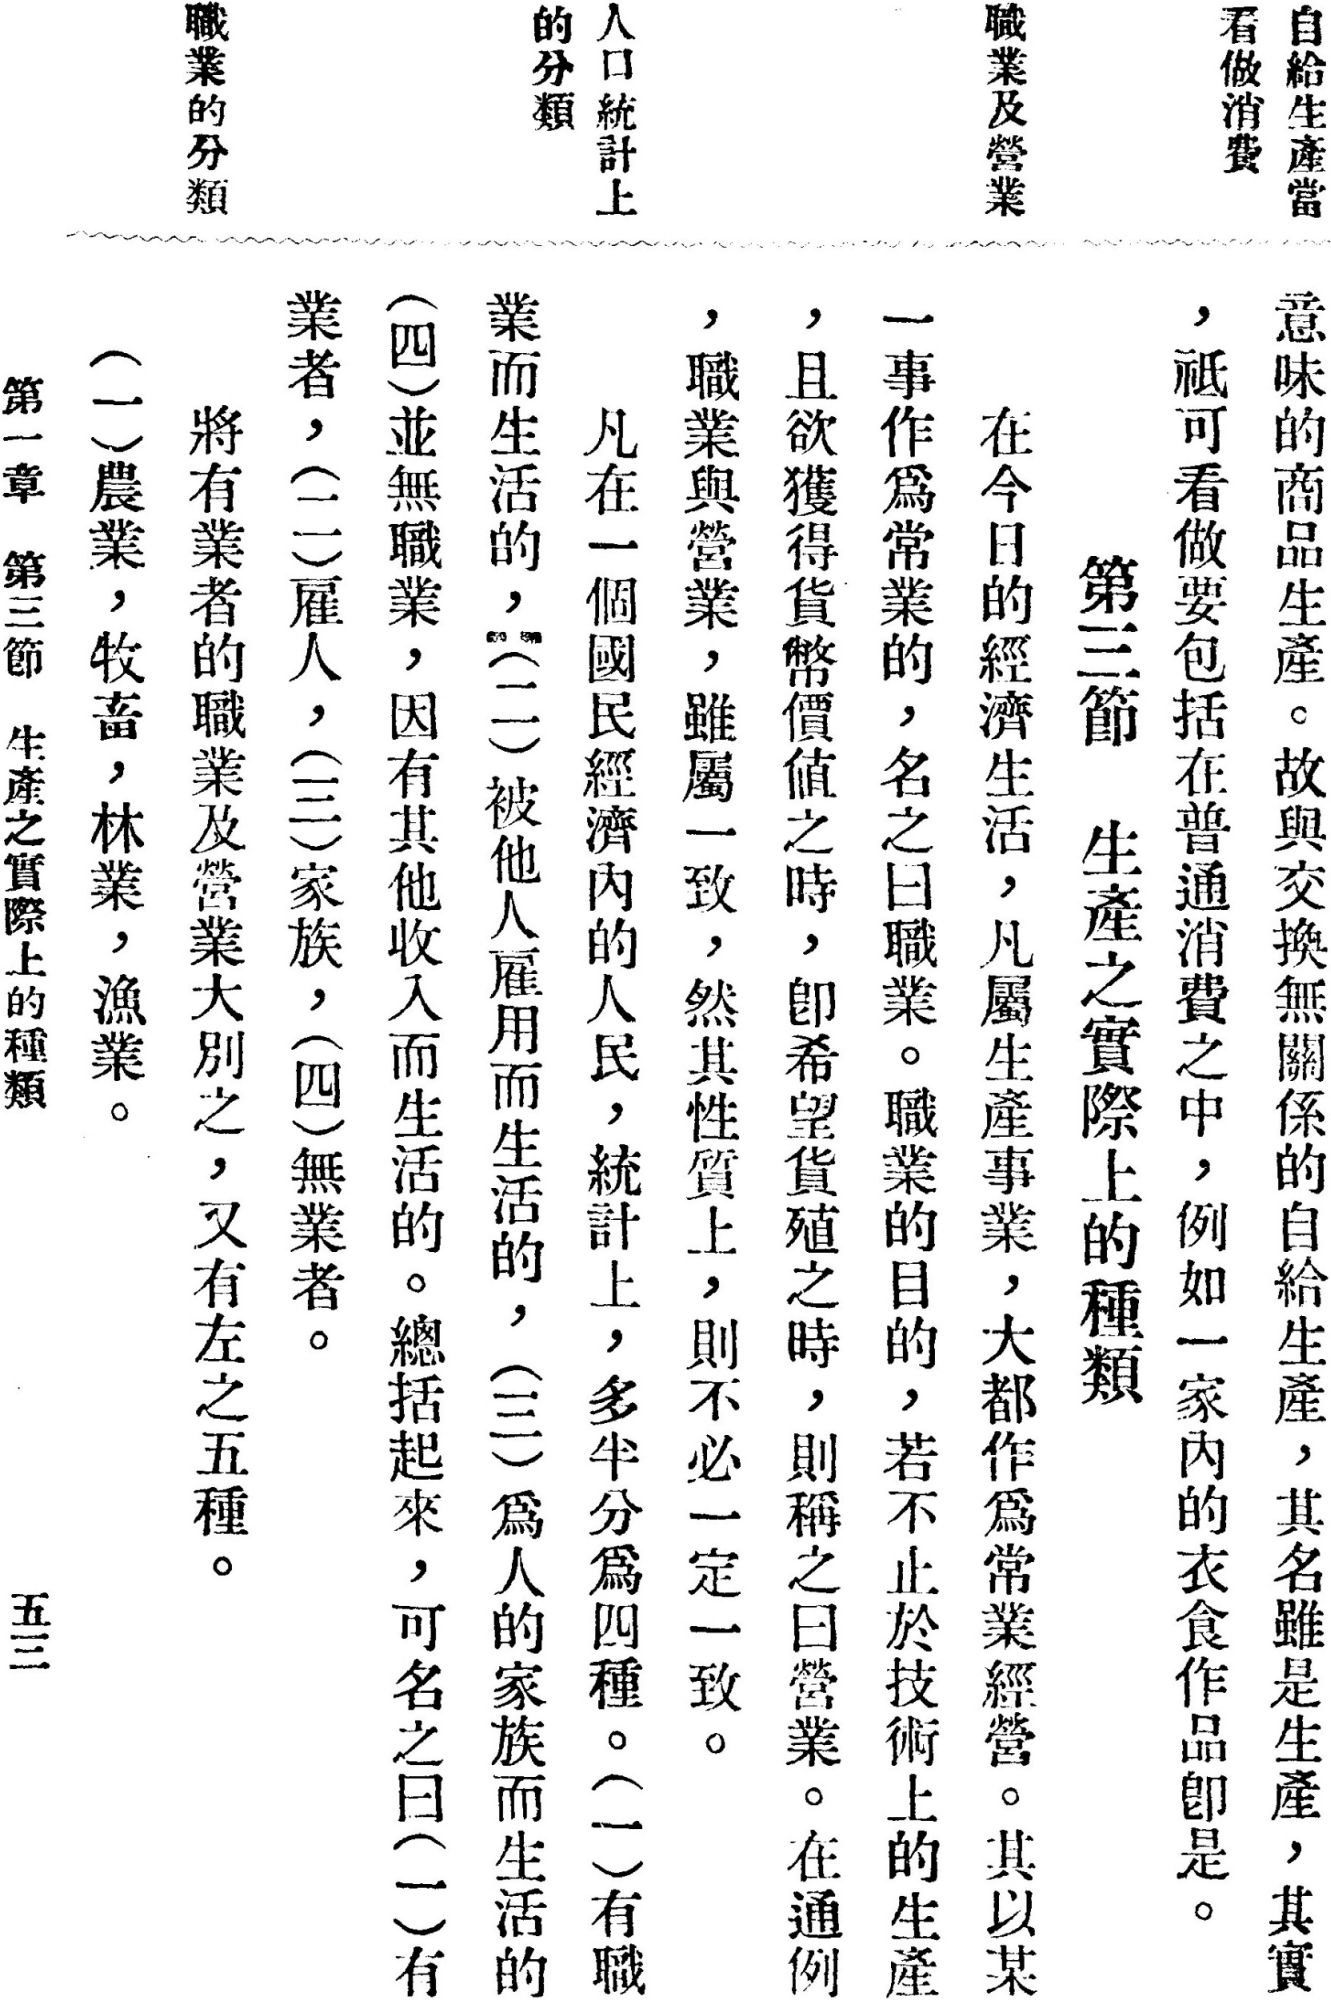 自給生產當
看做消費
職業及營業
人口統計上
的分類
職業的分類
意味的商品生產。故與交換無關係的自給生產，其名雖是生產，其實
，祇可看做要包括在普通消費之中，例如一家內的衣食作品卽是。
第三節　生產之實際上的種類
在今日的經濟生活，凡屬生產事業，大都作爲常業經營。其以某
一事作爲常業的，名之曰職業。職業的目的，若不止於技術上的生產
，且欲獲得貨幣價値之時，卽希望貨殖之時，則稱之曰營業。在通例
，職業與營業，雖屬一致，然其性質上，則不必一定一致。
凡在一個國民經濟內的人民，統計上，多半分爲四種。（一）有職
業而生活的，（二）被他人雇用而生活的，（三）爲人的家族而生活的
（四）並無職業，因有其他收入而生活的。總括起來，可名之曰（一）有
業者，（二）雇人，（三）家族，（四）無業者。
將有業者的職業及營業大別之，又有左之五種。
（一）農業，牧畜，林業，漁業。
第一章　第三節　生產之實際上的種類　五三